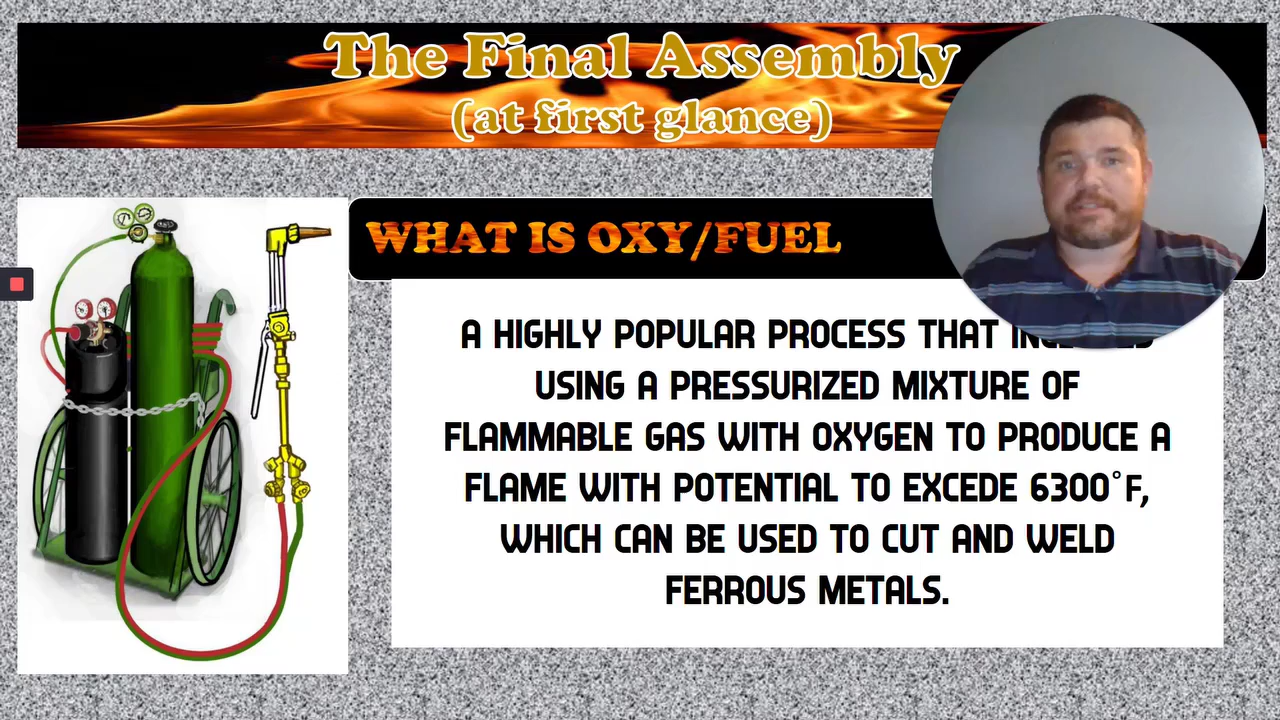 The Final Assembly
(at first glance)
WHAT IS OXY/FUEL
A HIGHLY POPULAR PROCESS THAT
USING A PRESSURIZED MIXTURE OF
FLAMMABLE GAS WITH OXYGEN TO PRODUCE A
FLAME WITH POTENTIAL TO EXCEDE 6300°F,
WHICH CAN BE USED TO CUT AND WELD
FERROUS METALS.